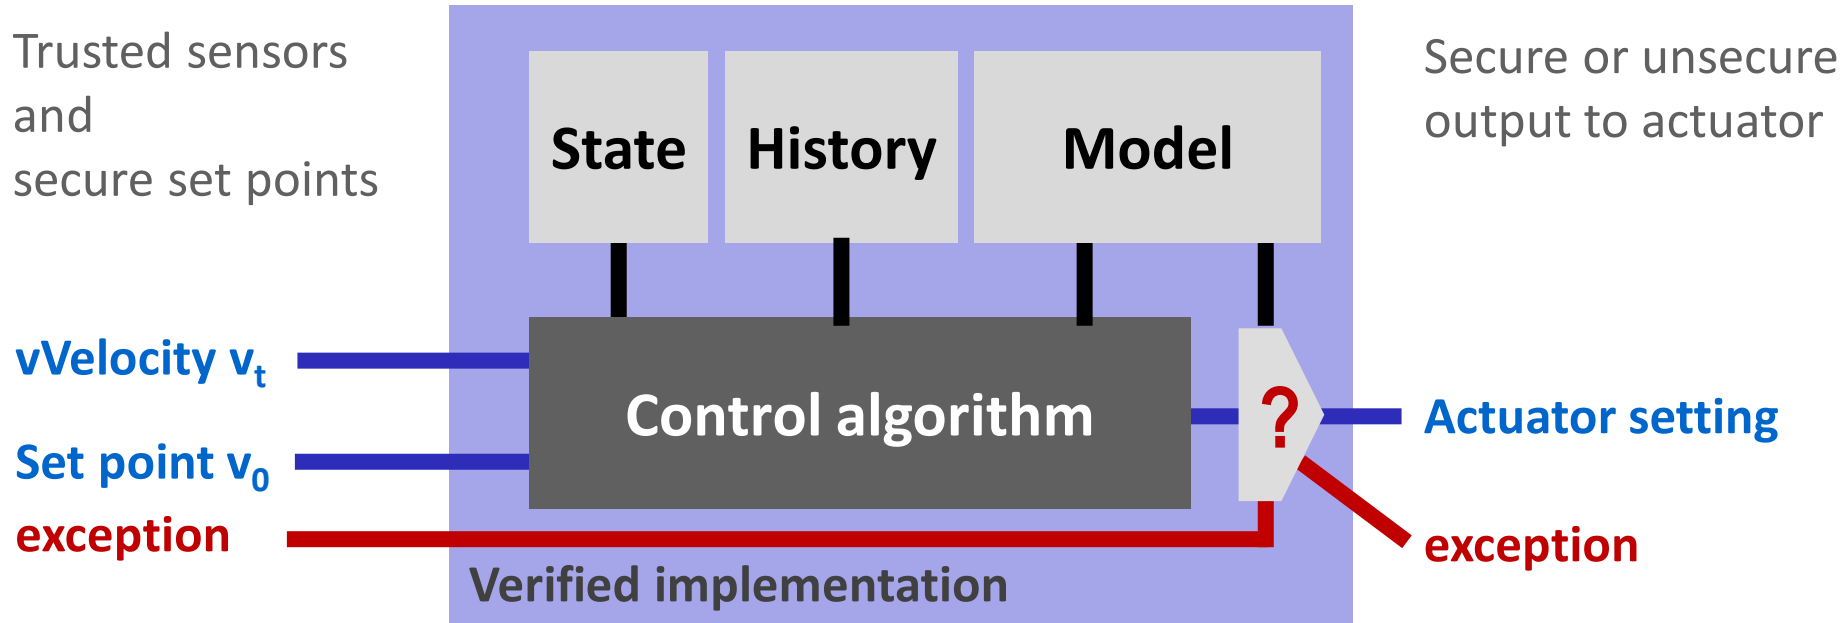 Trusted sensors
and
secure set points
Secure or unsecure
output to actuator
State
History
Model
vVelocity vₜ
Set point v₀
exception
Control algorithm
?
Actuator setting
exception
Verified implementation